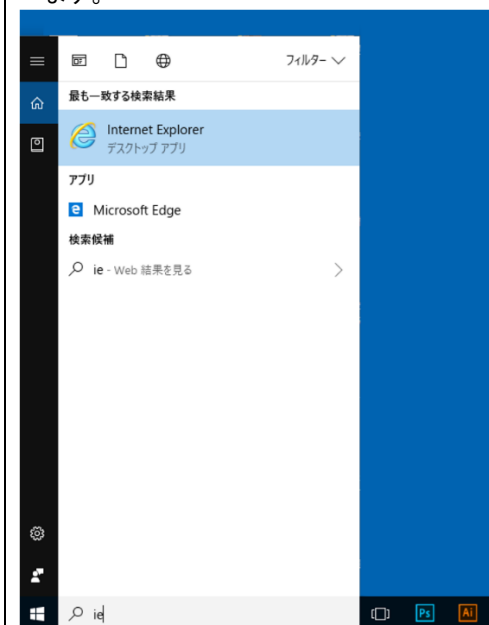 ます。
フィルター
最も一致する検索結果
Internet Explorer
デスクトップ アプリ
アプリ
Microsoft Edge
検索候補
ie - Web 結果を見る
ie
Ps
Ai